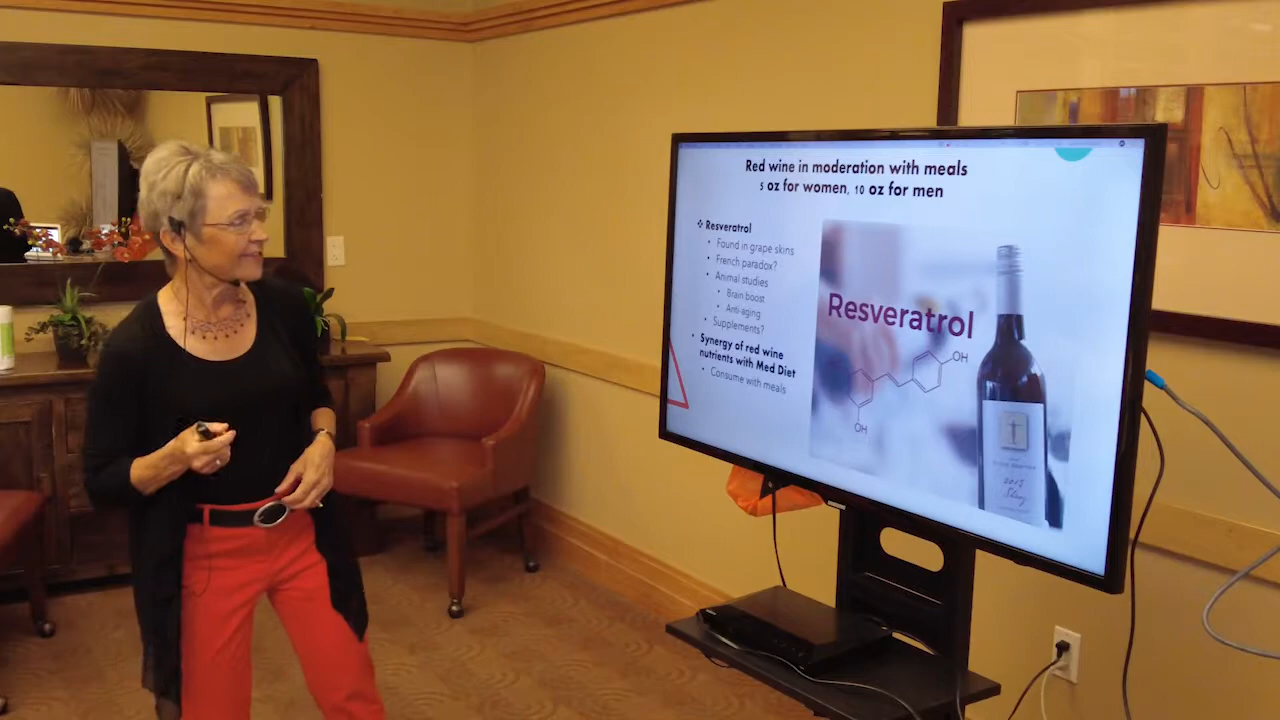 Red wine in moderation with meals
5 oz for women, 10 oz for men
Resveratrol
Found in grape skins
French paradox?
Animal studies
Brain boost
Anti-aging
Supplements?
Synergy of red wine
nutrients with Med Diet
Consume with meals
Resveratrol
OH
OH
2015